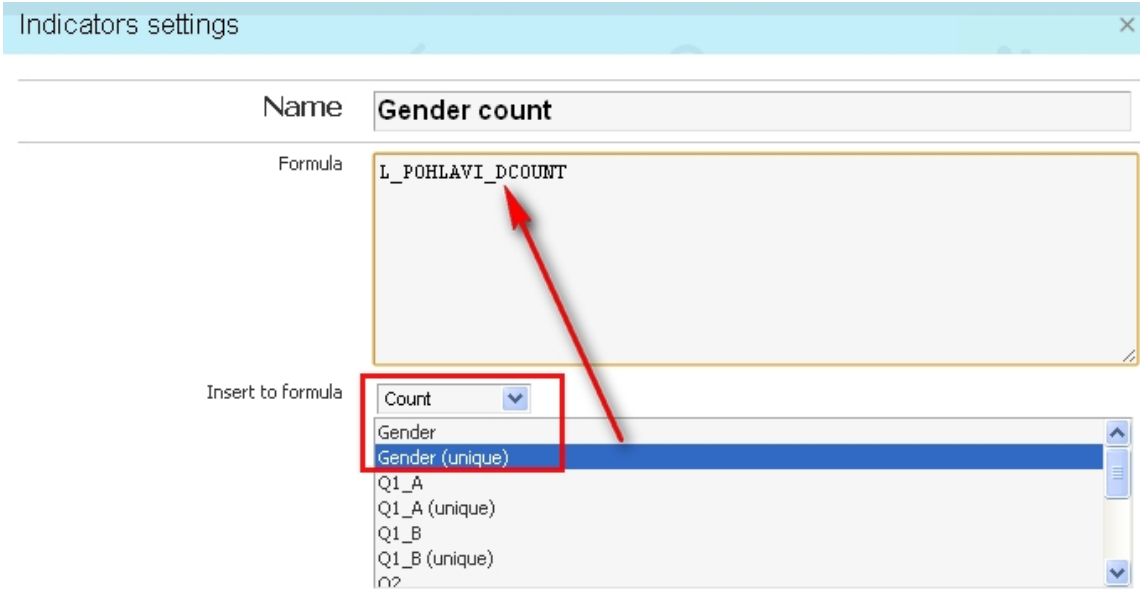 Indicators settings
Name
Gender count
Formula
L_POHLAVI_DCOUNT
Insert to formula
Count
Gender
Gender (unique)
Q1_A
Q1_A (unique)
Q1_B
Q1_B (unique)
Q2